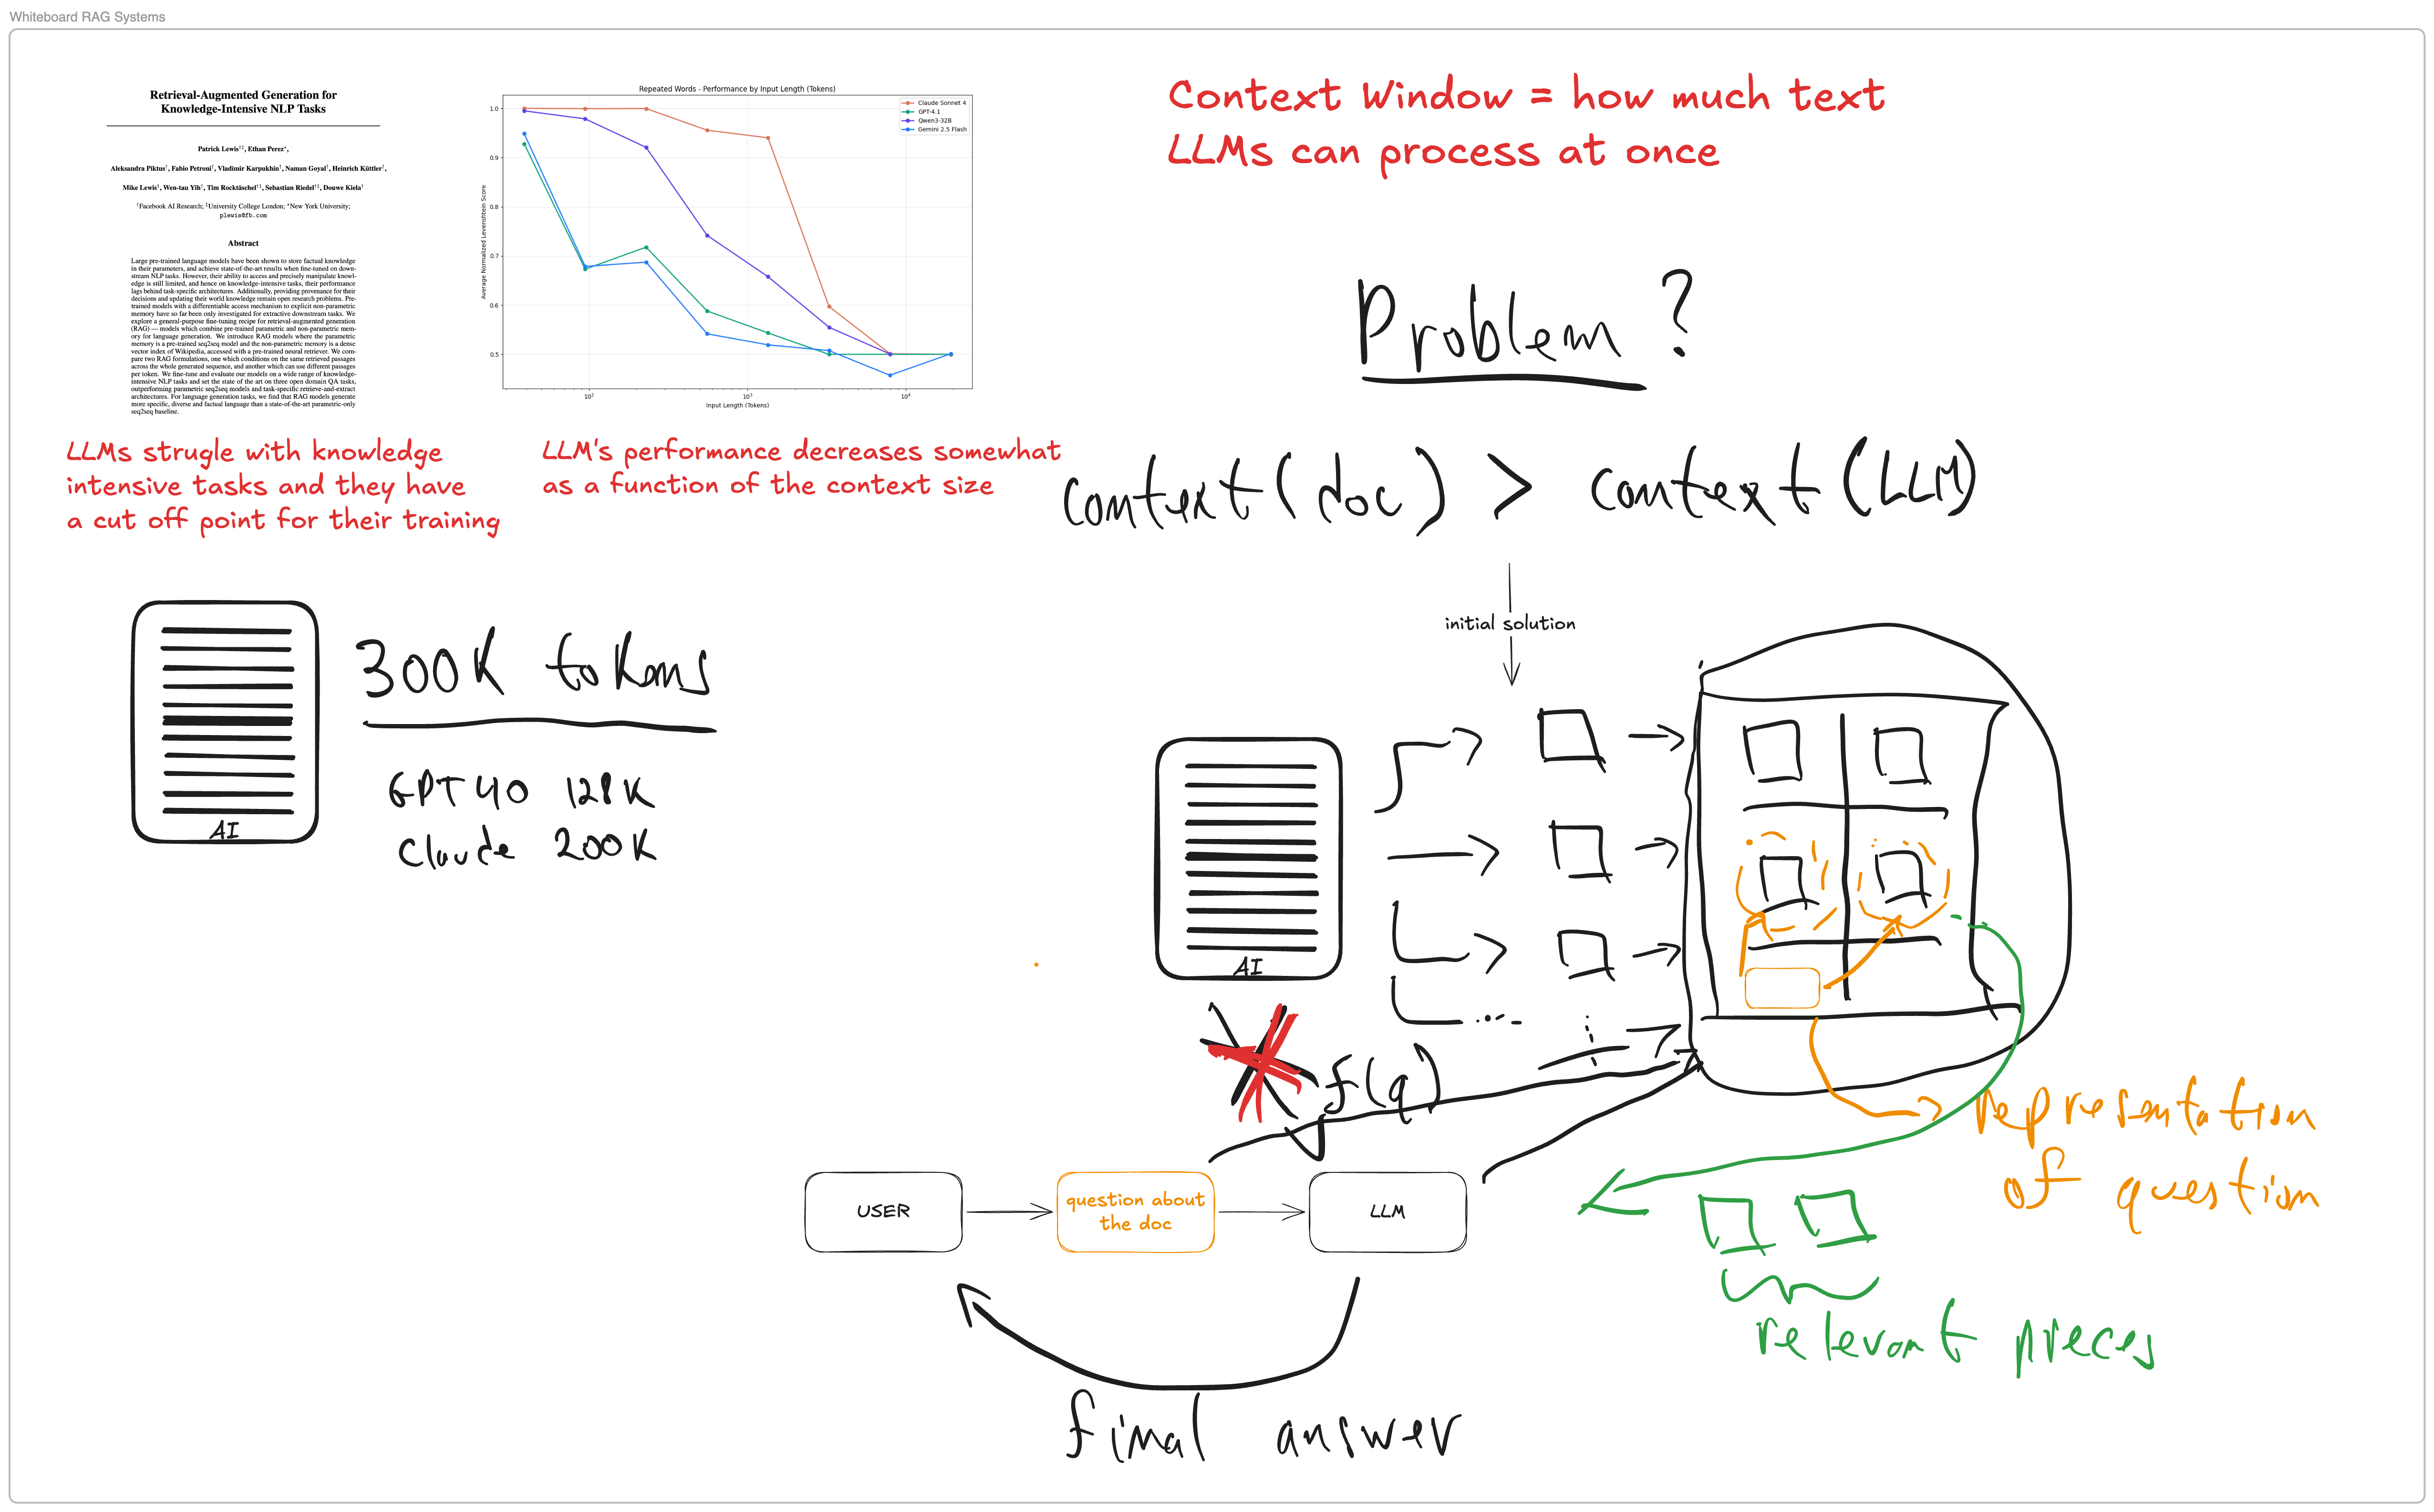 Whiteboard RAG Systems
Retrieval-Augmented Generation for
Knowledge-Intensive NLP Tasks
Patrick Lewis†‡, Ethan Perez⋆,
Aleksandra Piktus†, Fabio Petroni†, Vladimir Karpukhin†, Naman Goyal†, Heinrich Küttler†,
Mike Lewis†, Wen-tau Yih†, Tim Rocktäschel†‡, Sebastian Riedel†‡, Douwe Kiela†
†Facebook AI Research; ‡University College London; ⋆New York University;
plewis@fb.com
Abstract
Large pre-trained language models have been shown to store factual knowledge
in their parameters, and achieve state-of-the-art results when fine-tuned on down-
stream NLP tasks. However, their ability to access and precisely manipulate knowl-
edge is still limited, and hence on knowledge-intensive tasks, their performance
lags behind task-specific architectures. Additionally, providing provenance for their
decisions and updating their world knowledge remain open research problems. Pre-
trained models with a differentiable access mechanism to explicit non-parametric
memory have so far been only investigated for extractive downstream tasks. We
explore a general-purpose fine-tuning recipe for retrieval-augmented generation
(RAG) — models which combine pre-trained parametric and non-parametric mem-
ory for language generation. We introduce RAG models where the parametric
memory is a pre-trained seq2seq model and the non-parametric memory is a dense
vector index of Wikipedia, accessed with a pre-trained neural retriever. We com-
pare two RAG formulations, one which conditions on the same retrieved passages
across the whole generated sequence, and another which can use different passages
per token. We fine-tune and evaluate our models on a wide range of knowledge-
intensive NLP tasks and set the state of the art on three open domain QA tasks,
outperforming parametric seq2seq models and task-specific retrieve-and-extract
architectures. For language generation tasks, we find that RAG models generate
more specific, diverse and factual language than a state-of-the-art parametric-only
seq2seq baseline.
Repeated Words - Performance by Input Length (Tokens)
Claude Sonnet 4
GPT-4.1
Qwen3-32B
Gemini 2.5 Flash
Average Normalized Levenshtein Score
1.0
0.9
0.8
0.7
0.6
0.5
10²
10³
10⁴
Input Length (Tokens)
Context Window = how much text
LLMs can process at once
LLMs strugle with knowledge
intensive tasks and they have
a cut off point for their training
LLM's performance decreases somewhat
as a function of the context size
Problem ?
context(doc) > context(LLM)
initial solution
300K tokens
GPT4O 128K
Claude 200K
AI
AI
f(q)
USER
question about
the doc
LLM
final answer
representation
of question
relevant pieces